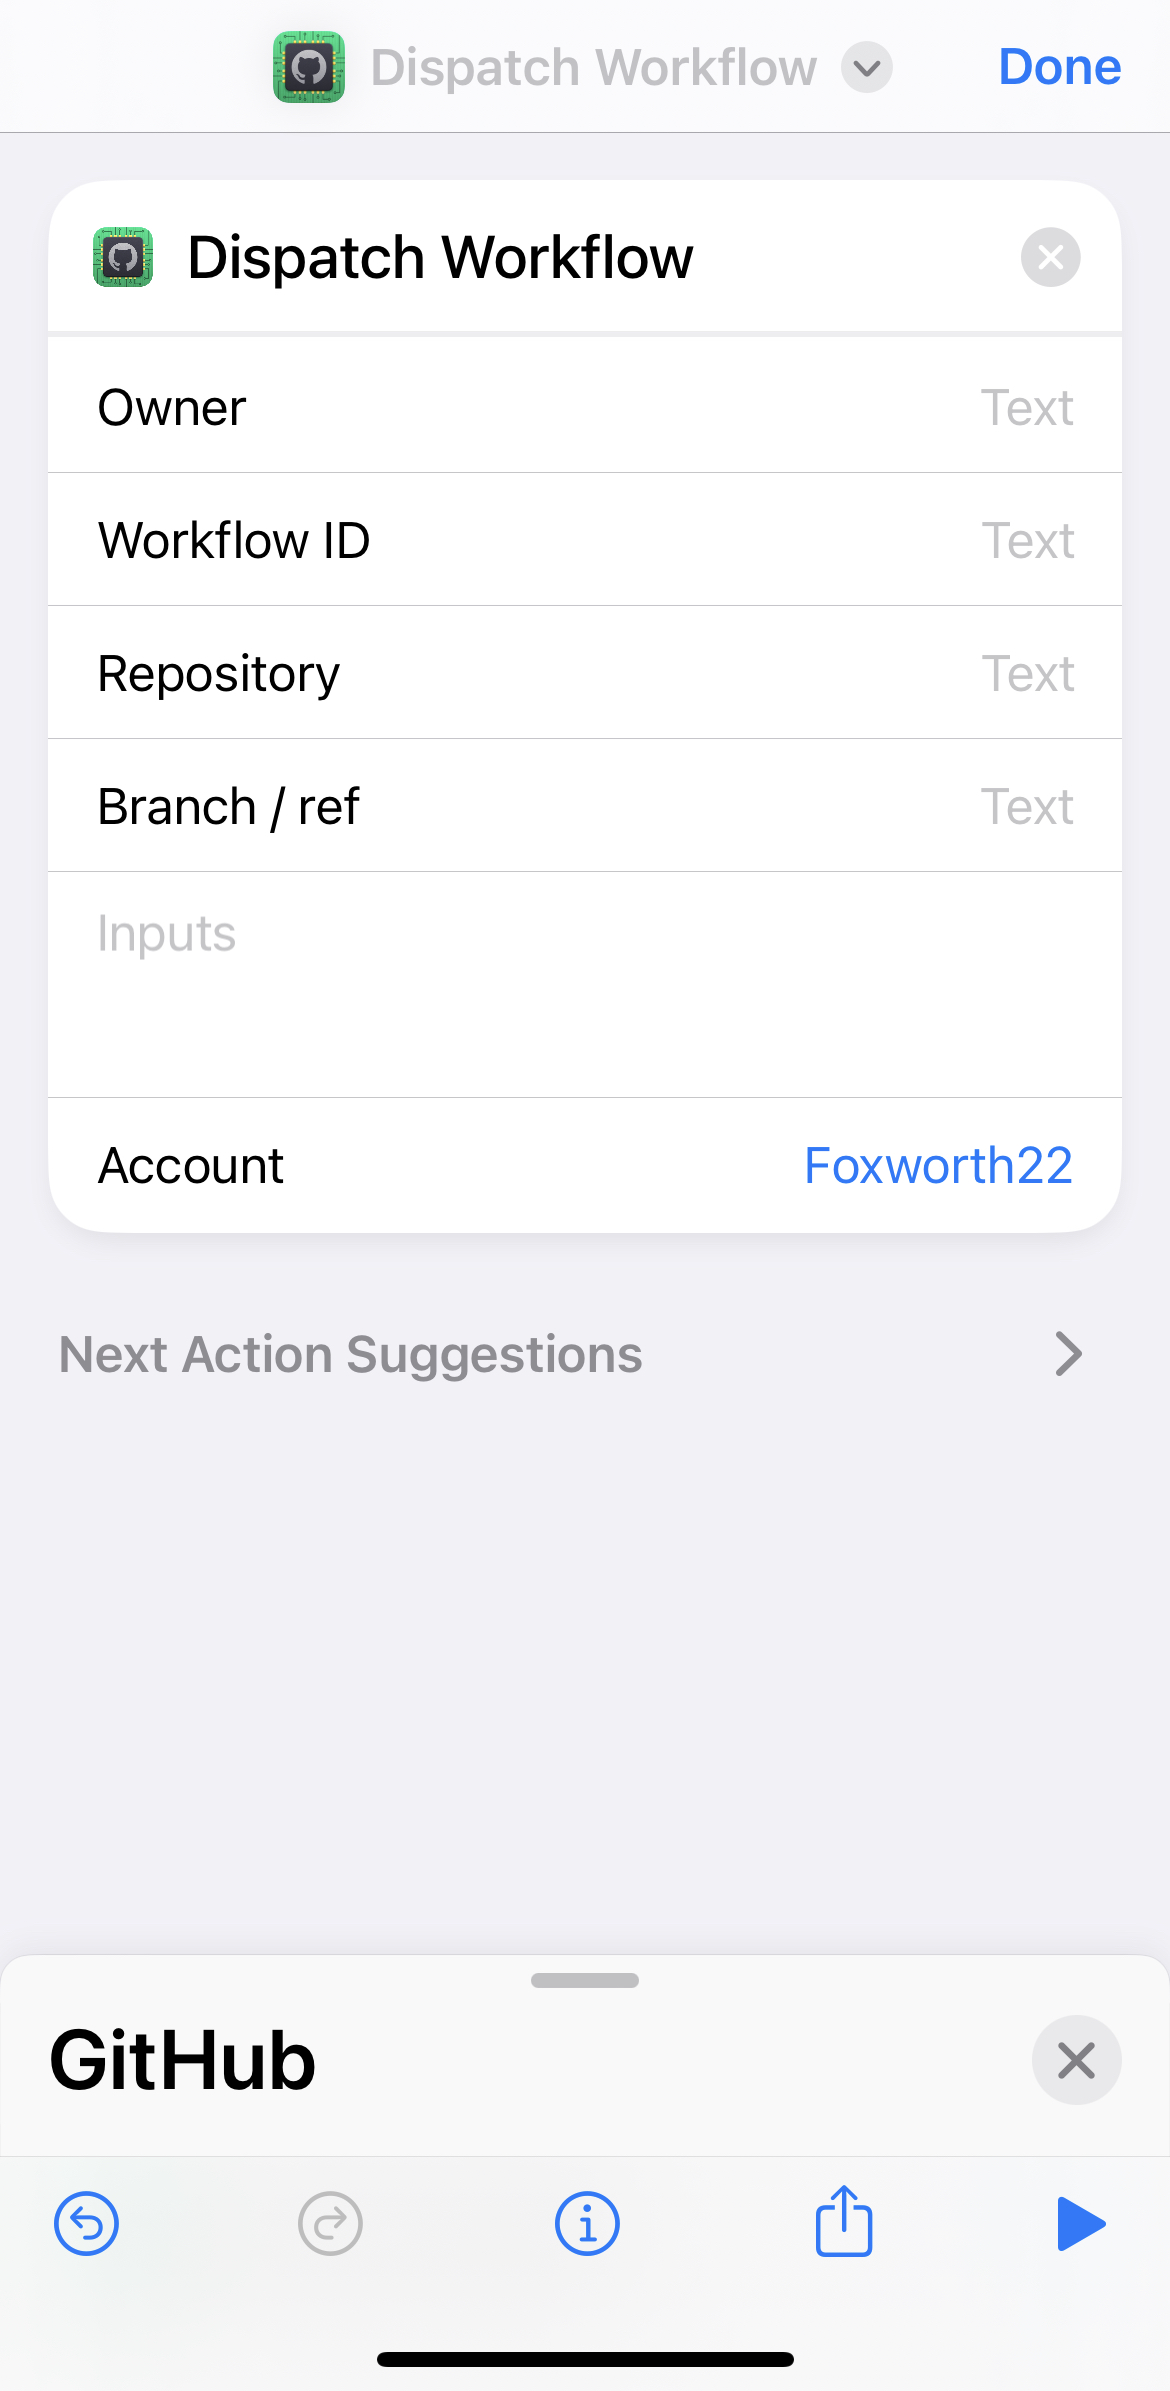 Dispatch Workflow
Done
Dispatch Workflow
Owner Text
Workflow ID Text
Repository Text
Branch / ref Text
Inputs
Account Foxworth22
Next Action Suggestions
GitHub